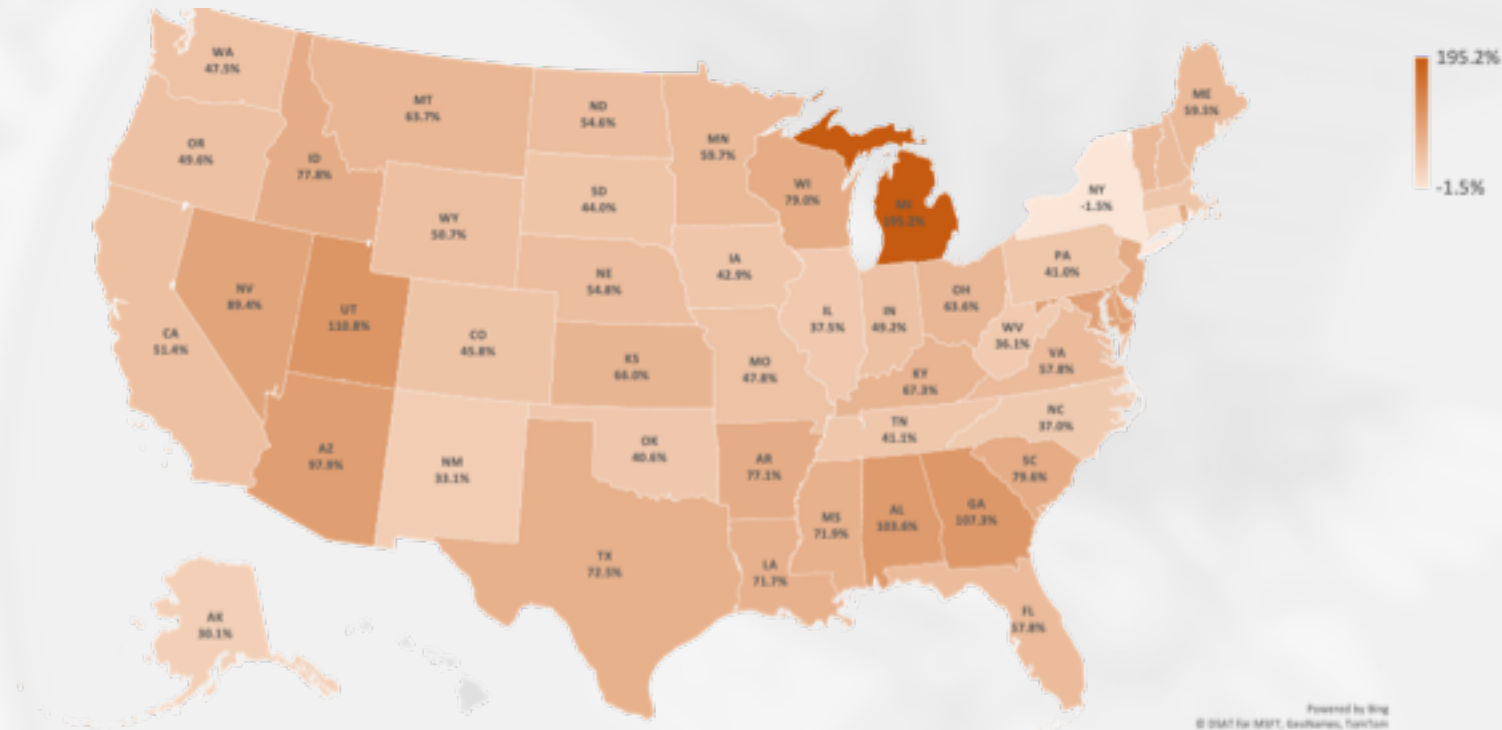 WA
47.5%
MT
63.7%
ND
54.6%
MN
59.7%
ME
59.5%
195.2%
-1.5%
OR
49.6%
ID
77.8%
WI
79.0%
MI
195.2%
NY
-1.5%
SD
44.0%
WY
50.7%
IA
42.9%
PA
41.0%
NE
54.8%
NV
89.4%
UT
110.8%
CA
51.4%
CO
45.8%
IL
37.5%
IN
49.2%
OH
63.6%
WV
36.1%
VA
57.8%
KS
66.0%
MO
47.8%
KY
67.3%
NC
37.0%
TN
41.1%
AZ
97.9%
NM
33.1%
OK
40.6%
AR
77.1%
SC
79.6%
MS
71.9%
AL
103.6%
GA
107.3%
TX
72.5%
LA
71.7%
FL
57.8%
AK
30.1%
Powered by Bing
© DSAT for MSFT, GeoNames, TomTom